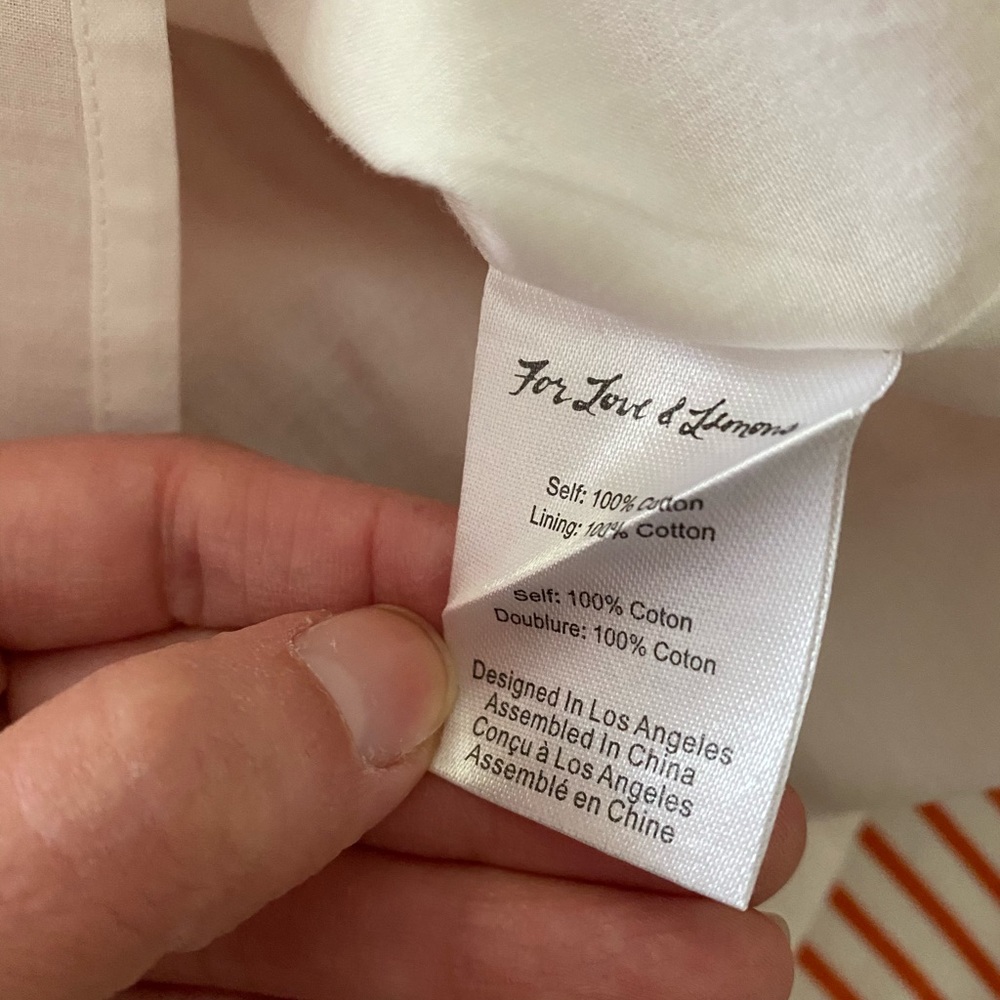 For Love & Lemons
Self: 100% Cotton
Lining: 100% Cotton
Self: 100% Coton
Doublure: 100% Coton
Designed In Los Angeles
Assembled In China
Conçu à Los Angeles
Assemblé en Chine